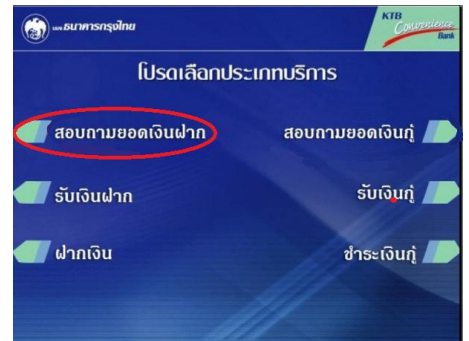 ธนาคารกรุงไทย
KTB
Convenience
Bank
โปรดเลือกประเภทบริการ
สอบถามยอดเงินฝาก สอบถามยอดเงินกู้
รับเงินฝาก รับเงินกู้
ฝากเงิน ชำระเงินกู้